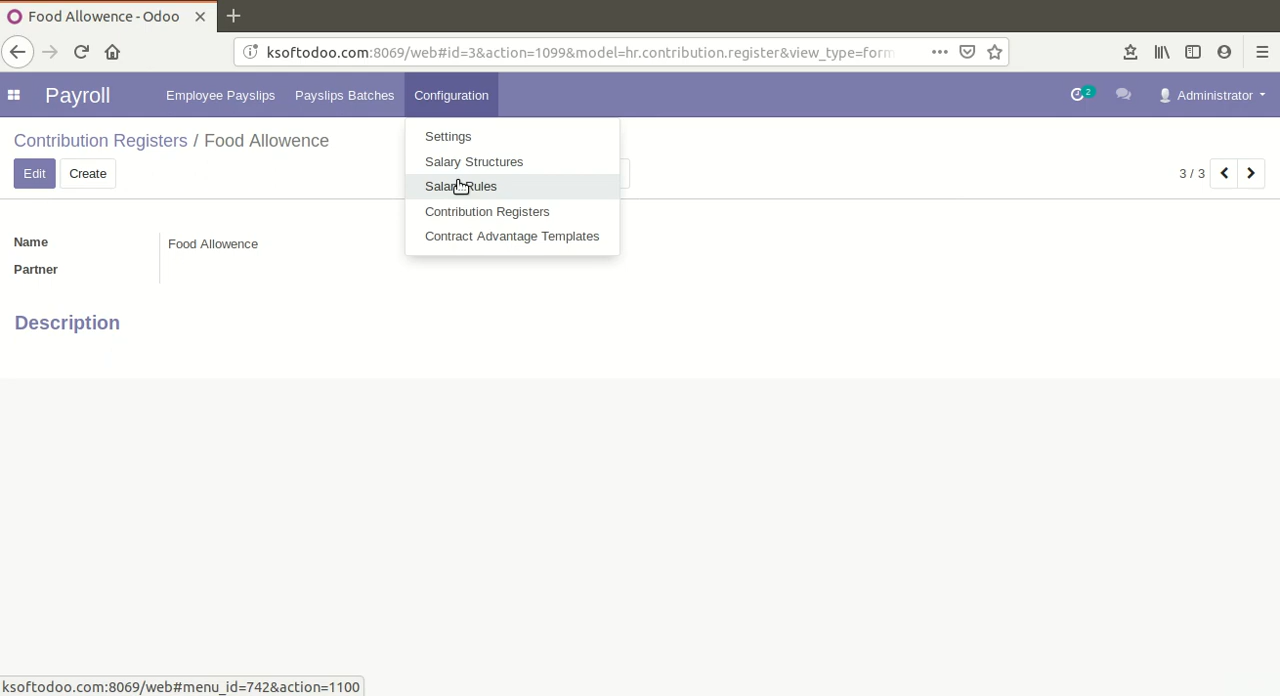 Food Allowence - Odoo
ksoftodoo.com:8069/web#id=3&action=1099&model=hr.contribution.register&view_type=form
Payroll
Employee Payslips
Payslips Batches
Configuration
2
Administrator
Contribution Registers / Food Allowence
Settings
Salary Structures
Salary Rules
Contribution Registers
Contract Advantage Templates
Edit
Create
3 / 3
Name
Food Allowence
Partner
Description
ksoftodoo.com:8069/web#menu_id=742&action=1100